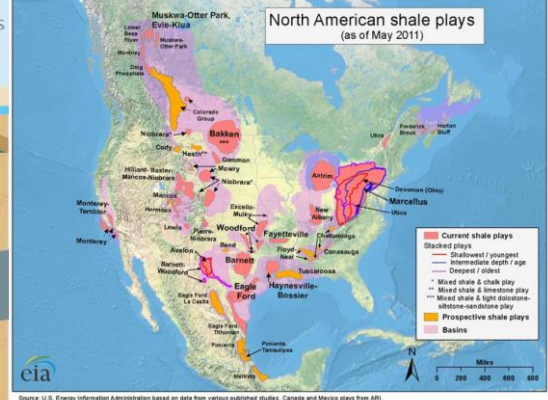 North American shale plays
(as of May 2011)
Muskwa-Otter Park,
Evie-Klua
Lower
Besa
River
Muskwa-
Otter Park
Montney
Doig
Phosphate
Colorado
Group
Niobrara*
Bakken
***
Cody
Heath**
Gammon
Mowry
Hilliard- Baxter-
Mancos-Niobrara
Niobrara*
Mancos
Hermosa
Monterey-
Temblor
Monterey
Lewis
Pierre-
Niobrara
Excello-
Mulky
Woodford
Fayetteville
Bend
Avalon
Barnett-
Woodford
Barnett
Floyd-
Neal
Chattanooga
Conasauga
Tuscaloosa
Haynesville-
Bossier
Eagle
Ford
Eagle Ford,
La Casita
Eagle Ford,
Tithonian
Pimienta
Pimienta,
Tamaulipas
Maltrata
Antrim
New
Albany
Devonian (Ohio)
Marcellus
Utica
Utica
Frederick
Brook
Horton
Bluff
Current shale plays
Stacked plays
Shallowest / youngest
Intermediate depth / age
Deepest / oldest
* Mixed shale & chalk play
** Mixed shale & limestone play
*** Mixed shale & tight dolostone-
siltstone-sandstone play
Prospective shale plays
Basins
N
Miles
0 200 400 600 800
eia
Source: U.S. Energy Information Administration based on data from various published studies. Canada and Mexico plays from ARI.